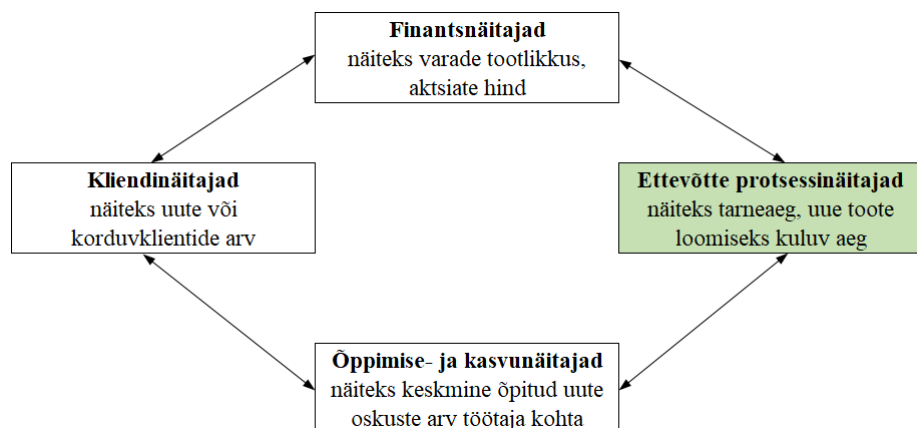 Finantsnäitajad
näiteks varade tootlikkus,
aktsiate hind
Kliendinäitajad
näiteks uute või
korduvklientide arv
Ettevõtte protsessinäitajad
näiteks tarneaeg, uue toote
loomiseks kuluv aeg
Õppimise- ja kasvunäitajad
näiteks keskmine õpitud uute
oskuste arv töötaja kohta